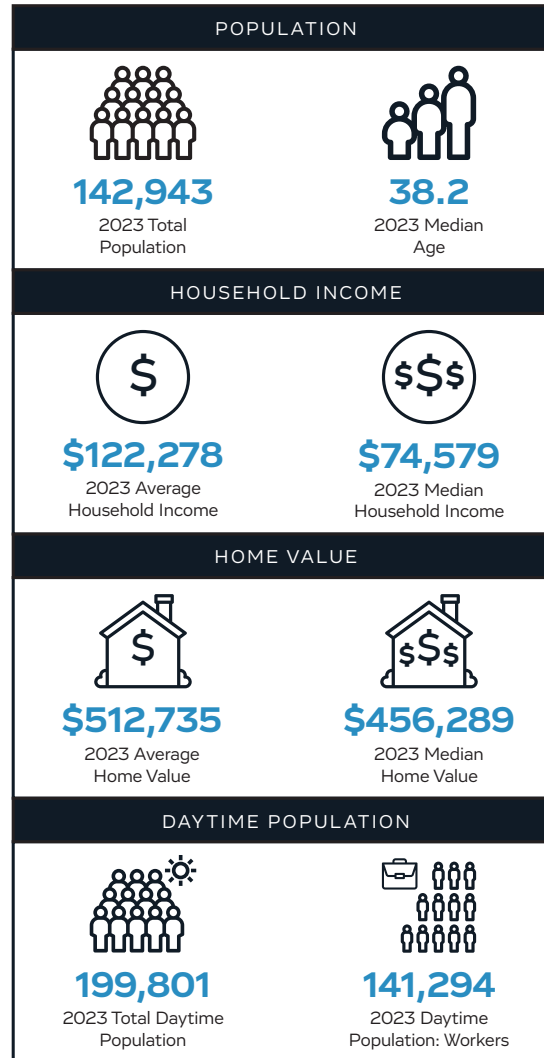 POPULATION
142,943
2023 Total
Population
38.2
2023 Median
Age
HOUSEHOLD INCOME
$
$122,278
2023 Average
Household Income
$$$
$74,579
2023 Median
Household Income
HOME VALUE
$
$512,735
2023 Average
Home Value
$$$
$456,289
2023 Median
Home Value
DAYTIME POPULATION
199,801
2023 Total Daytime
Population
141,294
2023 Daytime
Population: Workers